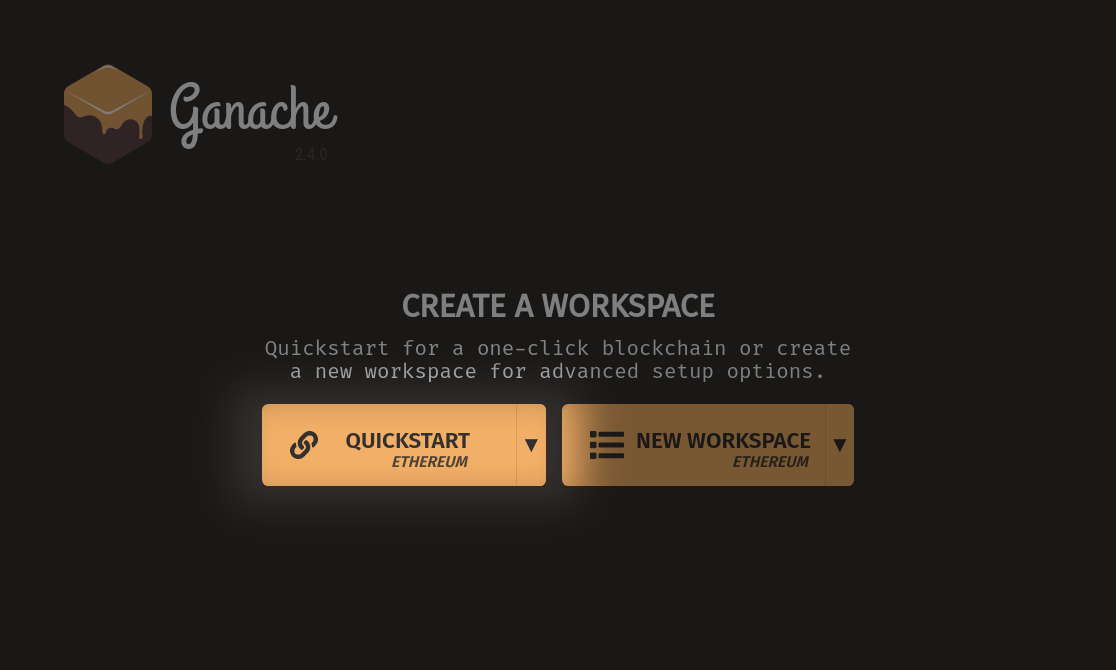 Ganache
2.4.0
CREATE A WORKSPACE
Quickstart for a one-click blockchain or create
a new workspace for advanced setup options.
QUICKSTART
ETHEREUM
▼
NEW WORKSPACE
ETHEREUM
▼